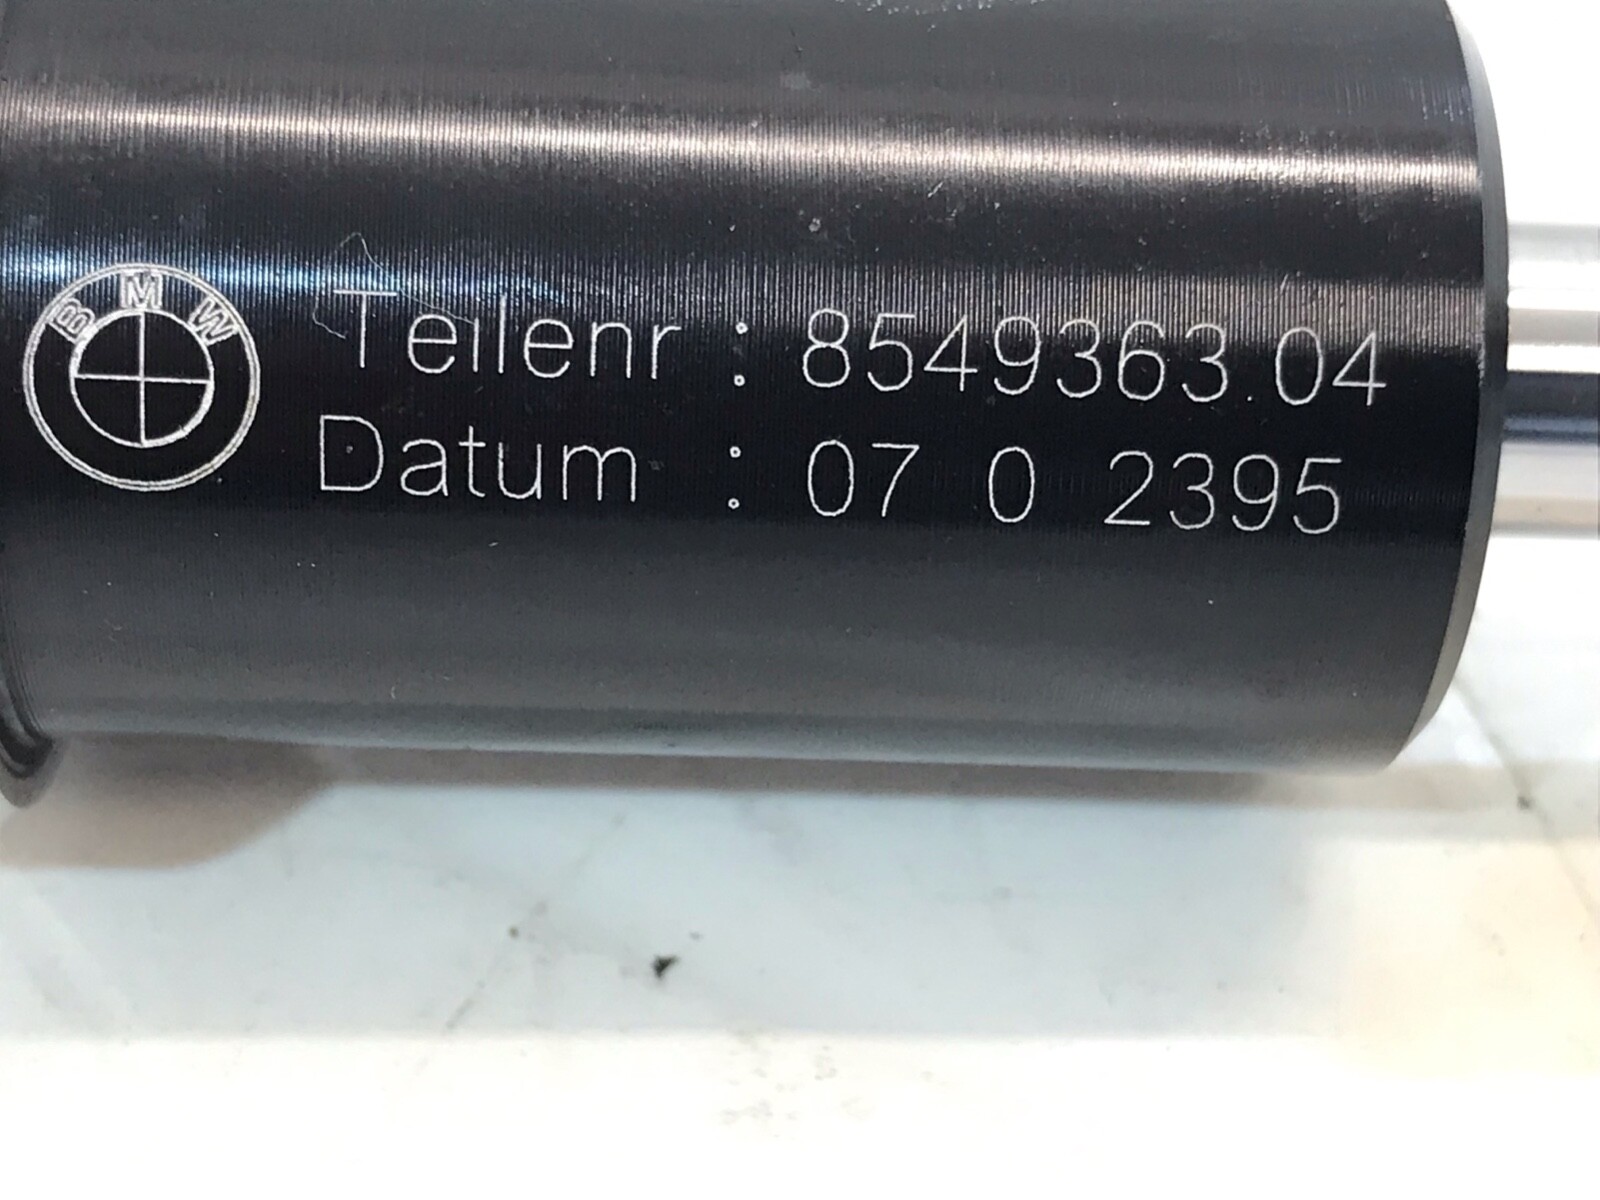 BMW
Teilenr : 8549363.04
Datum : 07 0 2395